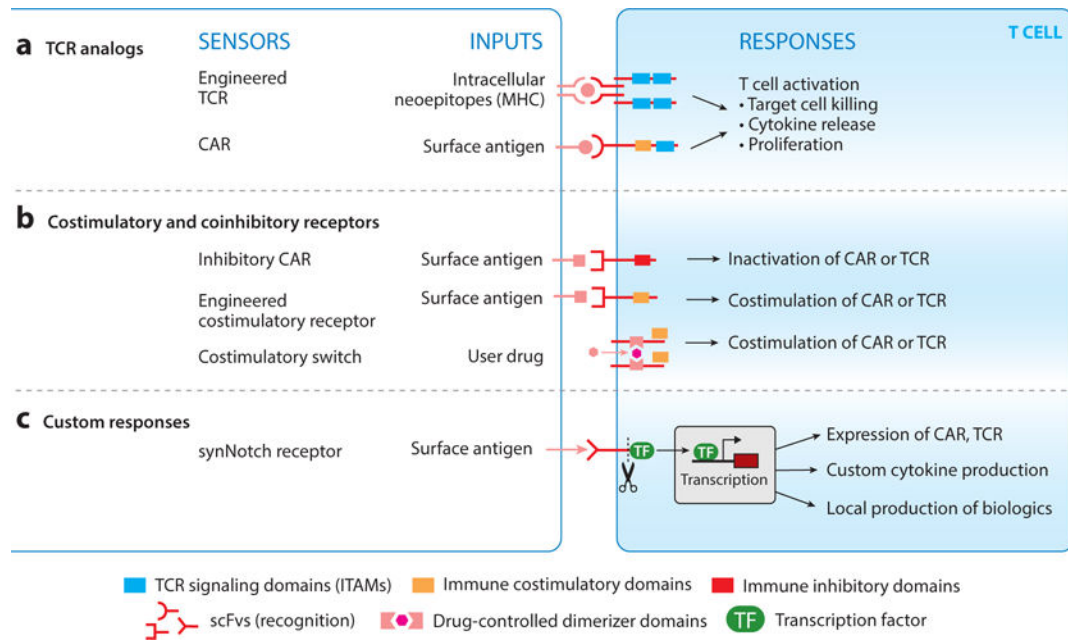 a TCR analogs
SENSORS
INPUTS
RESPONSES
T CELL
Engineered
TCR
Intracellular
neoepitopes (MHC)
T cell activation
• Target cell killing
• Cytokine release
• Proliferation
CAR
Surface antigen
b Costimulatory and coinhibitory receptors
Inhibitory CAR
Surface antigen
Inactivation of CAR or TCR
Engineered
costimulatory receptor
Surface antigen
Costimulation of CAR or TCR
Costimulatory switch
User drug
Costimulation of CAR or TCR
c Custom responses
synNotch receptor
Surface antigen
TF
TF
Transcription
Expression of CAR, TCR
Custom cytokine production
Local production of biologics
TCR signaling domains (ITAMs)
Immune costimulatory domains
Immune inhibitory domains
scFvs (recognition)
Drug-controlled dimerizer domains
TF Transcription factor